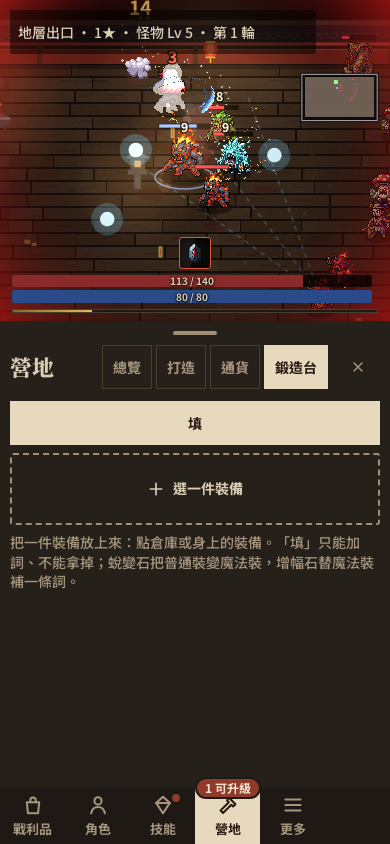 14
地層出口 · 1★ · 怪物 Lv 5 · 第 1 輪
3
8
9
9
113 / 140
80 / 80
營地
總覽
打造
通貨
鍛造台
×
填
＋ 選一件裝備
把一件裝備放上來：點倉庫或身上的裝備。「填」只能加
詞、不能拿掉；蛻變石把普通裝變魔法裝，增幅石替魔法裝
補一條詞。
1 可升級
戰利品
角色
技能
營地
更多